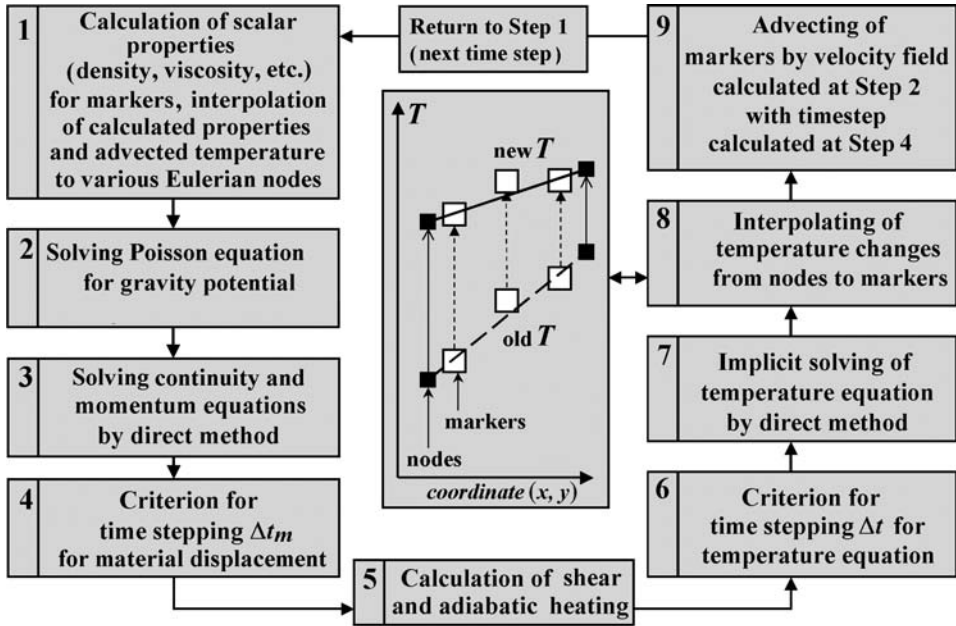 1
Calculation of scalar
properties
(density, viscosity, etc.)
for markers, interpolation
of calculated properties
and advected temperature
to various Eulerian nodes
2
Solving Poisson equation
for gravity potential
3
Solving continuity and
momentum equations
by direct method
4
Criterion for
time stepping Δtm
for material displacement
5
Calculation of shear
and adiabatic heating
6
Criterion for
time stepping Δt for
temperature equation
7
Implicit solving of
temperature equation
by direct method
8
Interpolating of
temperature changes
from nodes to markers
9
Advecting of
markers by velocity field
calculated at Step 2
with timestep
calculated at Step 4
Return to Step 1
(next time step)
T
new T
old T
markers
nodes
coordinate (x, y)